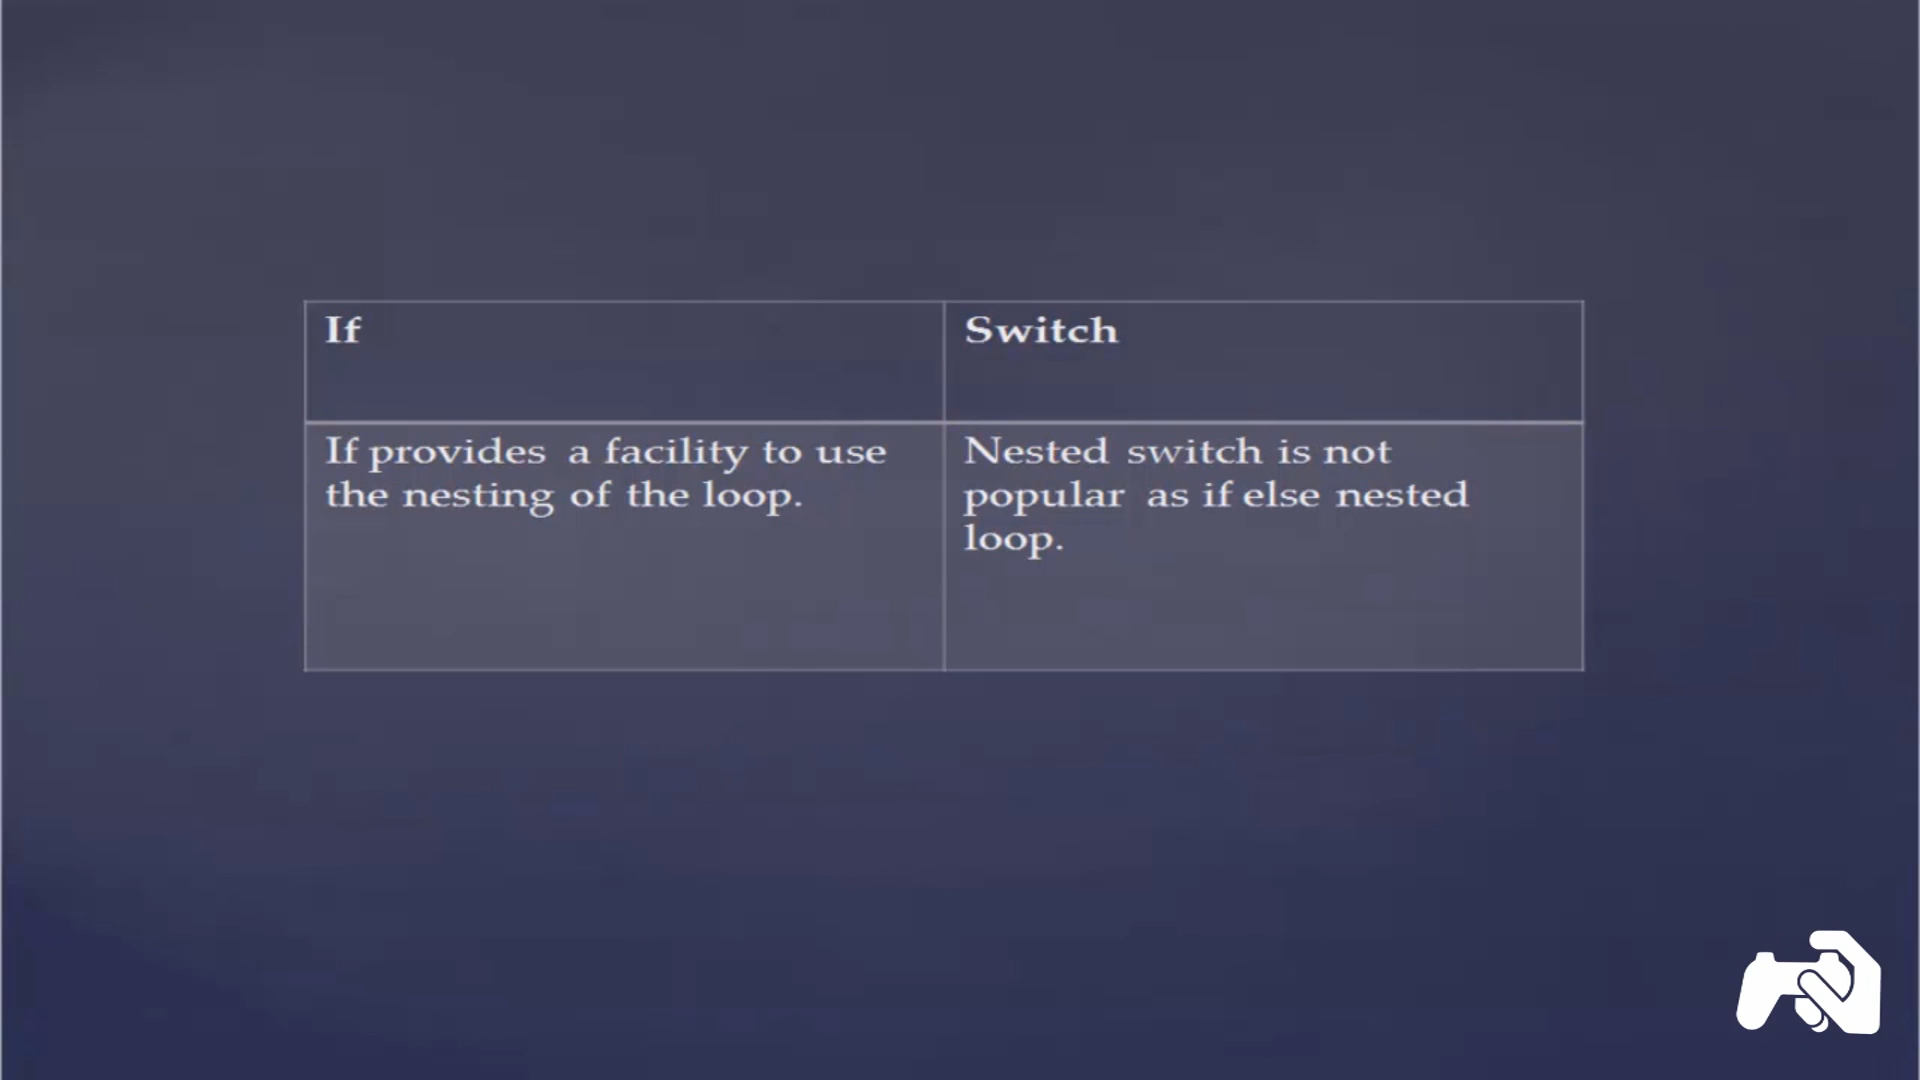 If
Switch
If provides a facility to use
the nesting of the loop.
Nested switch is not
popular as if else nested
loop.